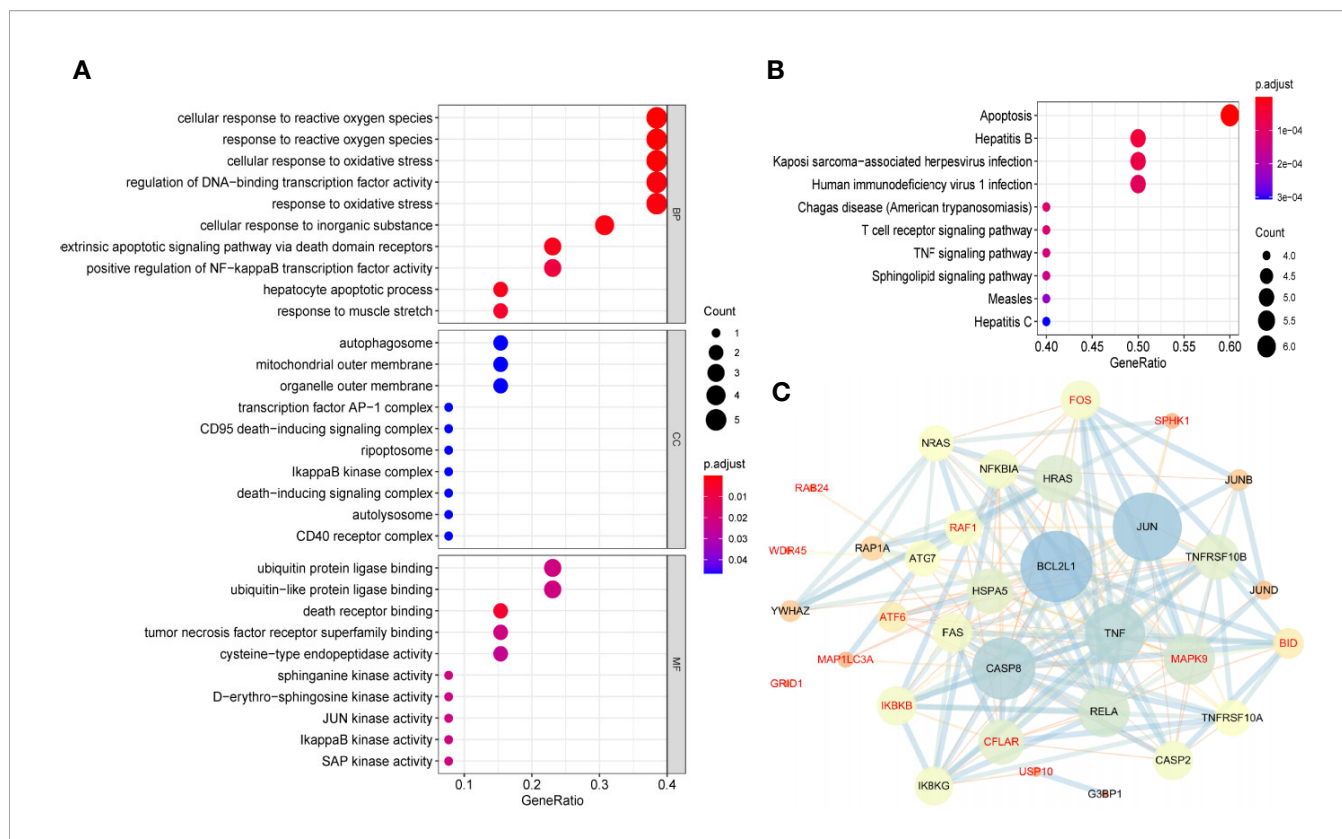 A
cellular response to reactive oxygen species
response to reactive oxygen species
cellular response to oxidative stress
regulation of DNA−binding transcription factor activity
response to oxidative stress
cellular response to inorganic substance
extrinsic apoptotic signaling pathway via death domain receptors
positive regulation of NF−kappaB transcription factor activity
hepatocyte apoptotic process
response to muscle stretch
BP
autophagosome
mitochondrial outer membrane
organelle outer membrane
transcription factor AP−1 complex
CD95 death−inducing signaling complex
ripoptosome
IkappaB kinase complex
death−inducing signaling complex
autolysosome
CD40 receptor complex
CC
ubiquitin protein ligase binding
ubiquitin−like protein ligase binding
death receptor binding
tumor necrosis factor receptor superfamily binding
cysteine−type endopeptidase activity
sphinganine kinase activity
D−erythro−sphingosine kinase activity
JUN kinase activity
IkappaB kinase activity
SAP kinase activity
MF
0.1 0.2 0.3 0.4
GeneRatio
Count
1
2
3
4
5
p.adjust
0.01
0.02
0.03
0.04
B
Apoptosis
Hepatitis B
Kaposi sarcoma−associated herpesvirus infection
Human immunodeficiency virus 1 infection
Chagas disease (American trypanosomiasis)
T cell receptor signaling pathway
TNF signaling pathway
Sphingolipid signaling pathway
Measles
Hepatitis C
0.40 0.45 0.50 0.55 0.60
GeneRatio
p.adjust
1e−04
2e−04
3e−04
Count
4.0
4.5
5.0
5.5
6.0
C
FOS
SPHK1
NRAS
NFKBIA
HRAS
JUNB
RAB24
RAF1
JUN
WDR45
RAP1A
ATG7
BCL2L1
TNFRSF10B
HSPA5
JUND
YWHAZ
ATF6
FAS
TNF
BID
MAP1LC3A
CASP8
MAPK9
GRID1
IKBKB
RELA
TNFRSF10A
CFLAR
CASP2
USP10
IKBKG
G3BP1